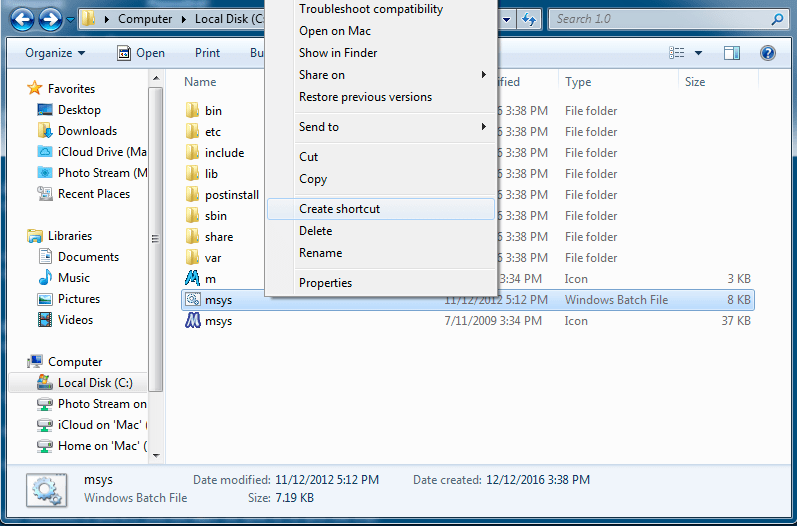 Computer Local Disk (C: Search 1.0
Organize Open Print Bu
Troubleshoot compatibility
Open on Mac
Show in Finder
Share on
Restore previous versions
Send to
Cut
Copy
Create shortcut
Delete
Rename
Properties
Favorites
Desktop
Downloads
iCloud Drive (Ma
Photo Stream (M
Recent Places
Libraries
Documents
Music
Pictures
Videos
Computer
Local Disk (C:)
Photo Stream on
iCloud on 'Mac' (
Home on 'Mac' (
Name ified Type Size
bin 6 3:38 PM File folder
etc 6 3:38 PM File folder
include 6 3:38 PM File folder
lib 6 3:38 PM File folder
postinstall 6 3:38 PM File folder
sbin 6 3:38 PM File folder
share 6 3:38 PM File folder
var 6 3:38 PM File folder
m 3:34 PM Icon 3 KB
msys 11/12/2012 5:12 PM Windows Batch File 8 KB
msys 7/11/2009 3:34 PM Icon 37 KB
msys Date modified: 11/12/2012 5:12 PM Date created: 12/12/2016 3:38 PM
Windows Batch File Size: 7.19 KB